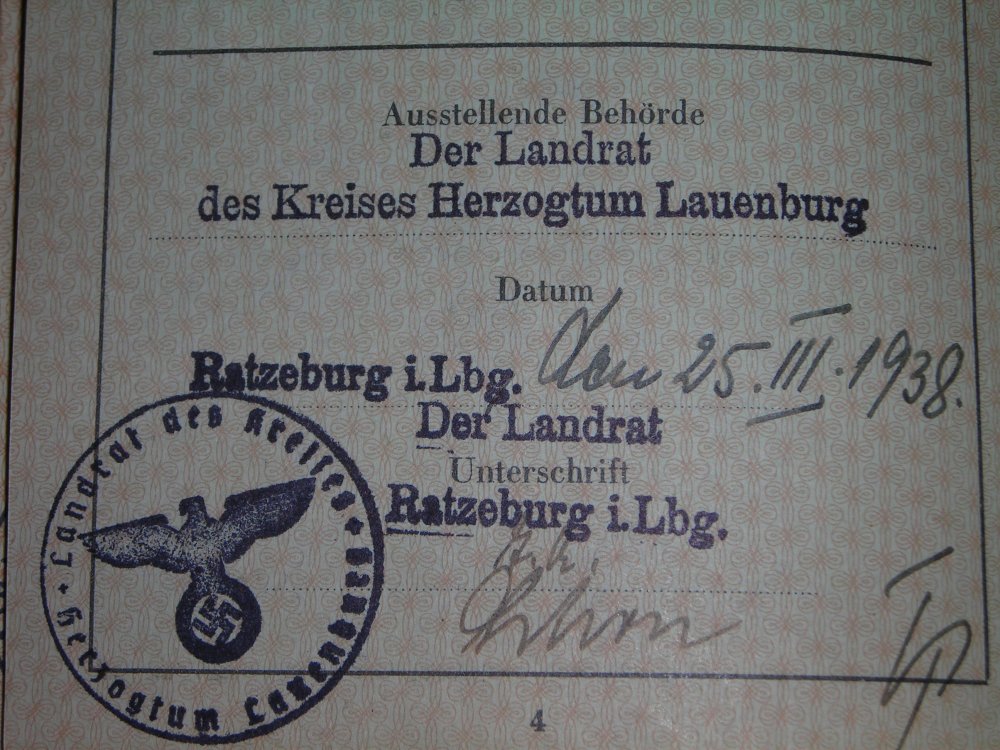 Ausstellende Behörde
Der Landrat
des Kreises Herzogtum Lauenburg
Datum
Ratzeburg i.Lbg. den 25.III.1938.
Der Landrat
Unterschrift
Ratzeburg i.Lbg.
Landrat des Kreises * Herzogtum Lauenburg *
4